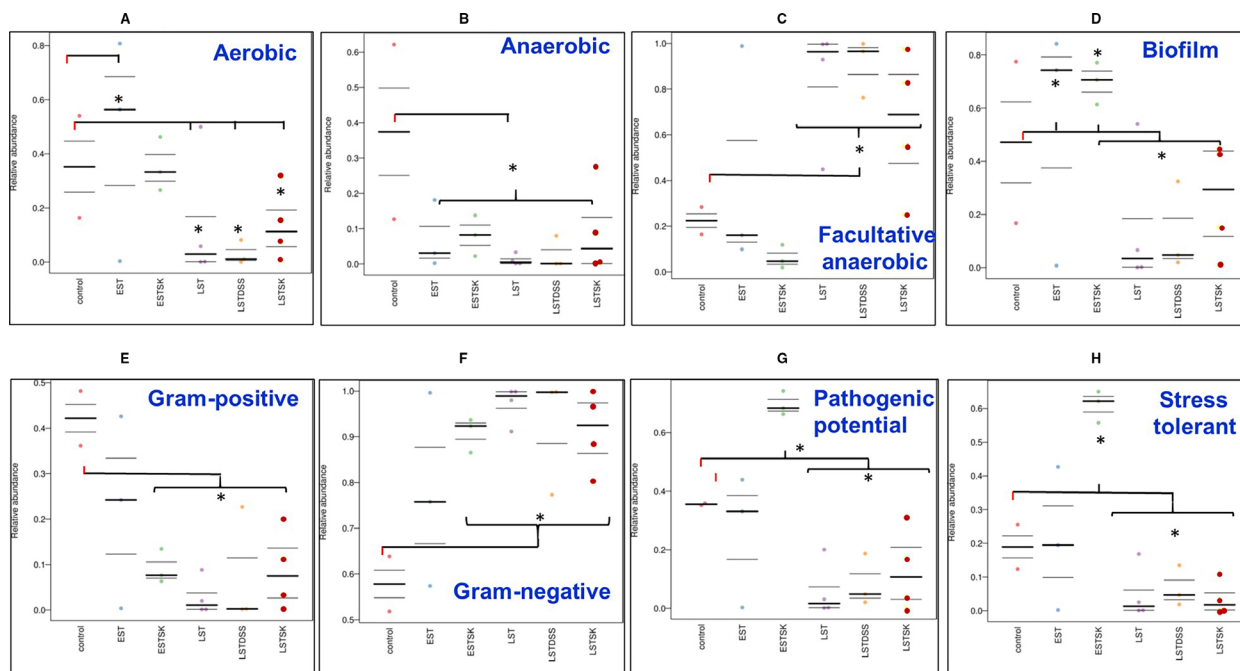 A
B
C
D
Aerobic
Relative abundance
0.8
0.6
0.4
0.2
0.0
*
*
*
*
control
EST
ESTSK
LST
LSTDSS
LSTSK
Anaerobic
Relative abundance
0.6
0.5
0.4
0.3
0.2
0.1
0.0
*
control
EST
ESTSK
LST
LSTDSS
LSTSK
Facultative
anaerobic
Relative abundance
1.0
0.8
0.6
0.4
0.2
0.0
*
control
EST
ESTSK
LST
LSTDSS
LSTSK
Biofilm
Relative abundance
0.8
0.6
0.4
0.2
0.0
*
*
*
control
EST
ESTSK
LST
LSTDSS
LSTSK
E
F
G
H
Gram-positive
Relative abundance
0.5
0.4
0.3
0.2
0.1
0.0
*
control
EST
ESTSK
LST
LSTDSS
LSTSK
Gram-negative
Relative abundance
1.0
0.9
0.8
0.7
0.6
0.5
*
control
EST
ESTSK
LST
LSTDSS
LSTSK
Pathogenic
potential
Relative abundance
0.6
0.4
0.2
0.0
*
*
control
EST
ESTSK
LST
LSTDSS
LSTSK
Stress
tolerant
Relative abundance
0.6
0.5
0.4
0.3
0.2
0.1
0.0
*
*
control
EST
ESTSK
LST
LSTDSS
LSTSK